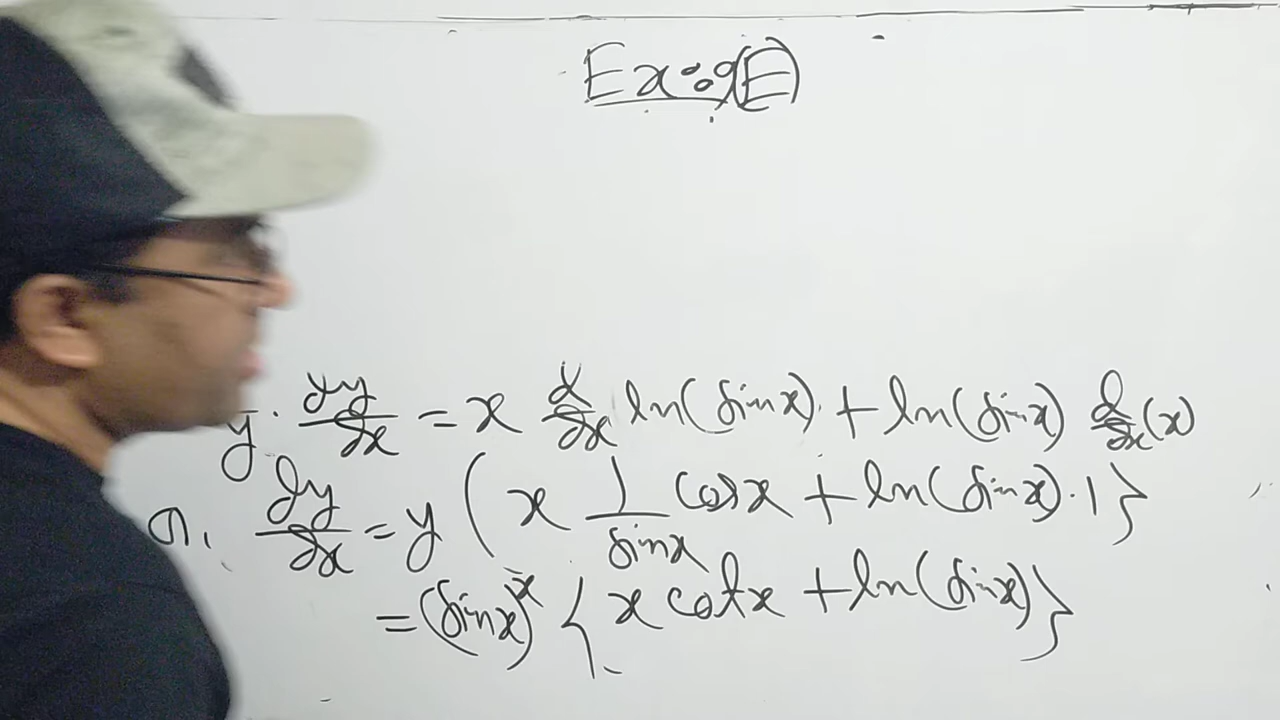 Ex: 9(E)
y · dy/dx = x d/dx ln(sinx) + ln(sinx) d/dx (x)
or, dy/dx = y ( x 1/sinx cosx + ln(sinx) · 1 }
= (sinx)^x { x cotx + ln(sinx) }